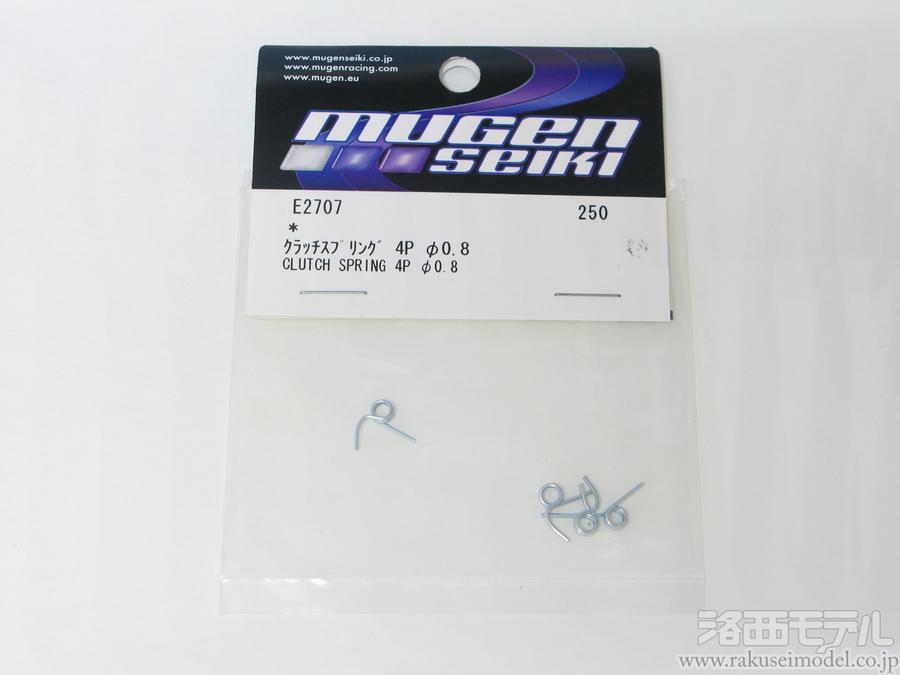 www.mugenseiki.co.jp
www.mugenracing.com
www.mugen.eu
mugen
seiki
E2707 250
*
ｸﾗｯﾁｽﾌﾟﾘﾝｸﾞ 4P φ0.8
CLUTCH SPRING 4P φ0.8
洛西モデル
www.rakuseimodel.co.jp